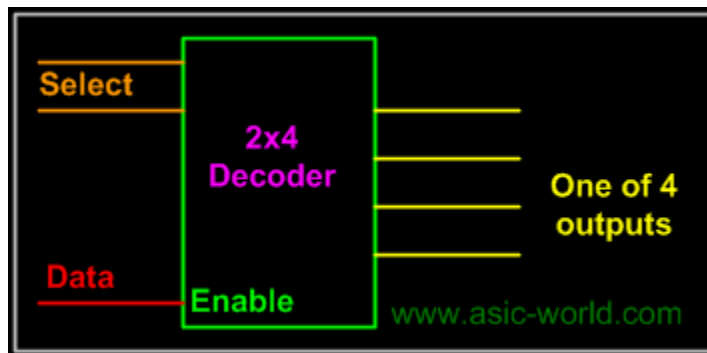 Select
2x4
Decoder
One of 4
outputs
Data
Enable
www.asic-world.com